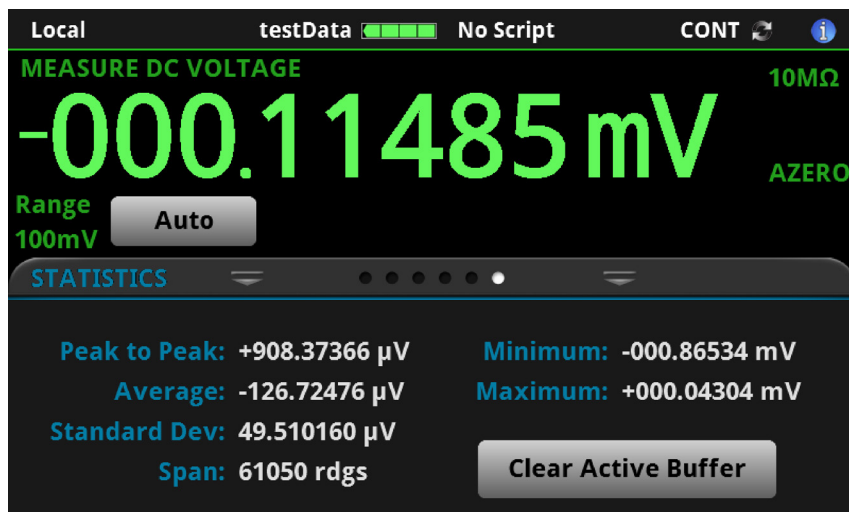 Local testData No Script CONT
MEASURE DC VOLTAGE
10MΩ
-000.11485 mV
AZERO
Range
100mV
Auto
STATISTICS
Peak to Peak: +908.37366 µV Minimum: -000.86534 mV
Average: -126.72476 µV Maximum: +000.04304 mV
Standard Dev: 49.510160 µV
Span: 61050 rdgs
Clear Active Buffer